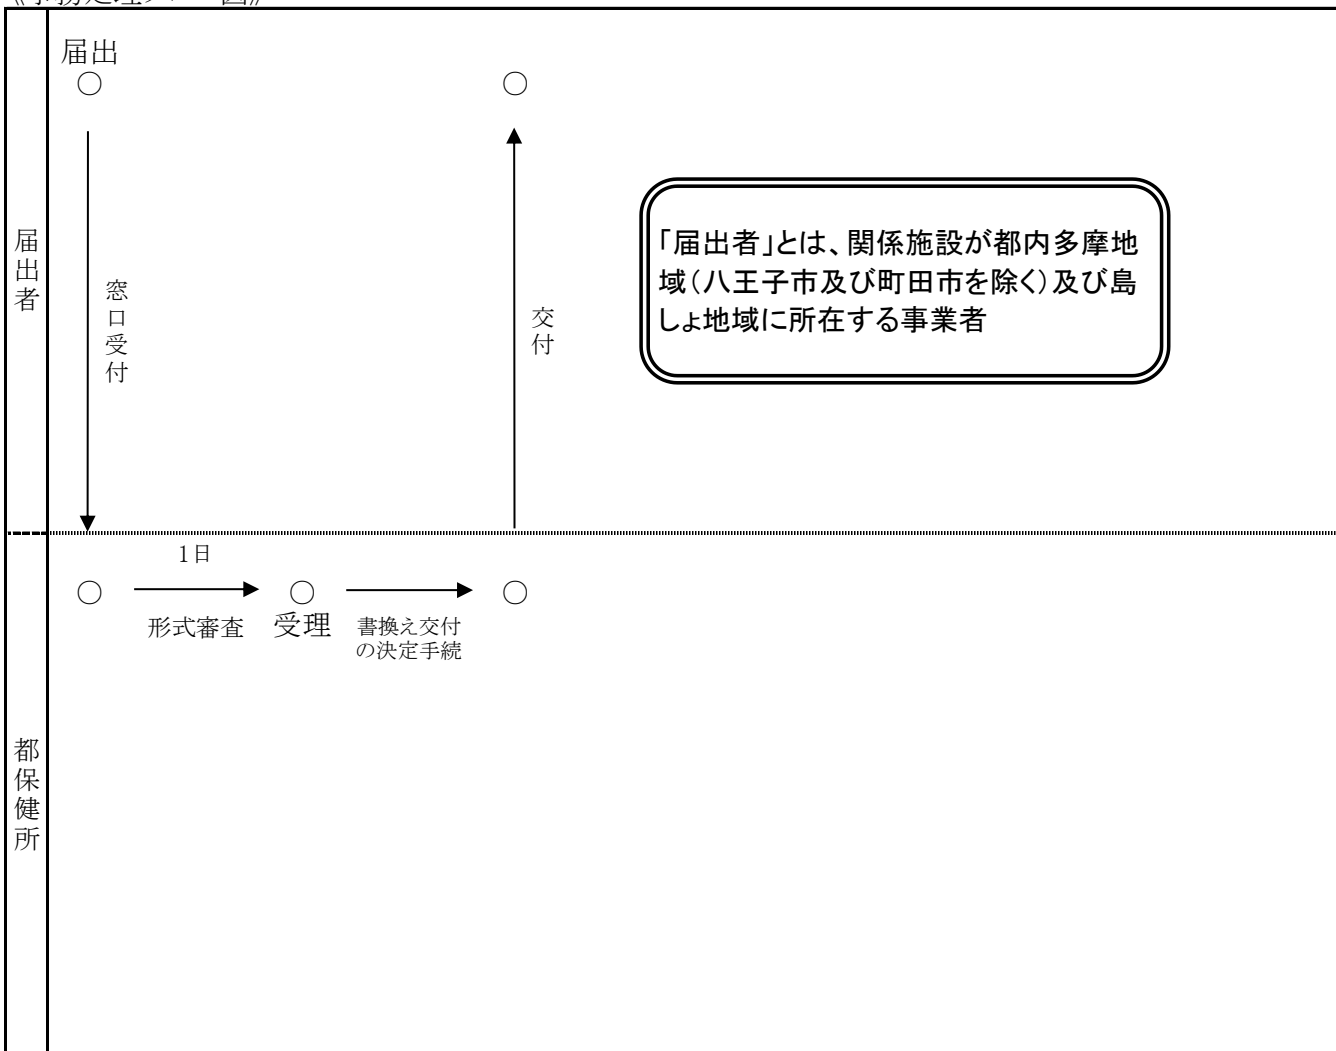 届出
届出者
窓口受付
交付
「届出者」とは、関係施設が都内多摩地
域(八王子市及び町田市を除く)及び島
しょ地域に所在する事業者
1日
形式審査
受理
書換え交付
の決定手続
都保健所